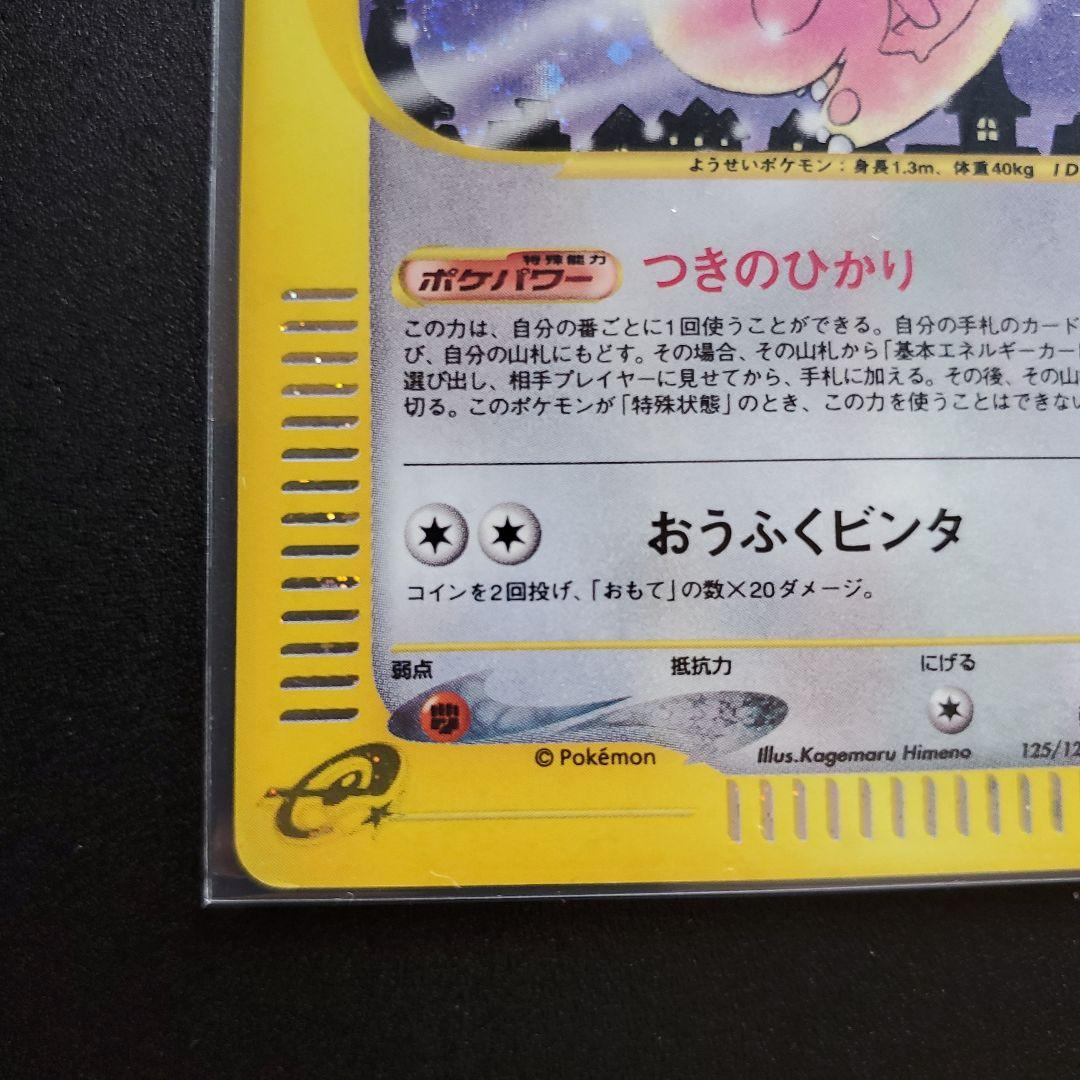 ようせいポケモン：身長1.3m、体重40kg ID
特殊能力
ポケパワー つきのひかり
この力は、自分の番ごとに1回使うことができる。自分の手札のカード
び、自分の山札にもどす。その場合、その山札から「基本エネルギーカー
選び出し、相手プレイヤーに見せてから、手札に加える。その後、その山
切る。このポケモンが「特殊状態」のとき、この力を使うことはできない
おうふくビンタ
コインを2回投げ、「おもて」の数×20ダメージ。
弱点 抵抗力 にげる
© Pokémon Illus.Kagemaru Himeno 125/12
e